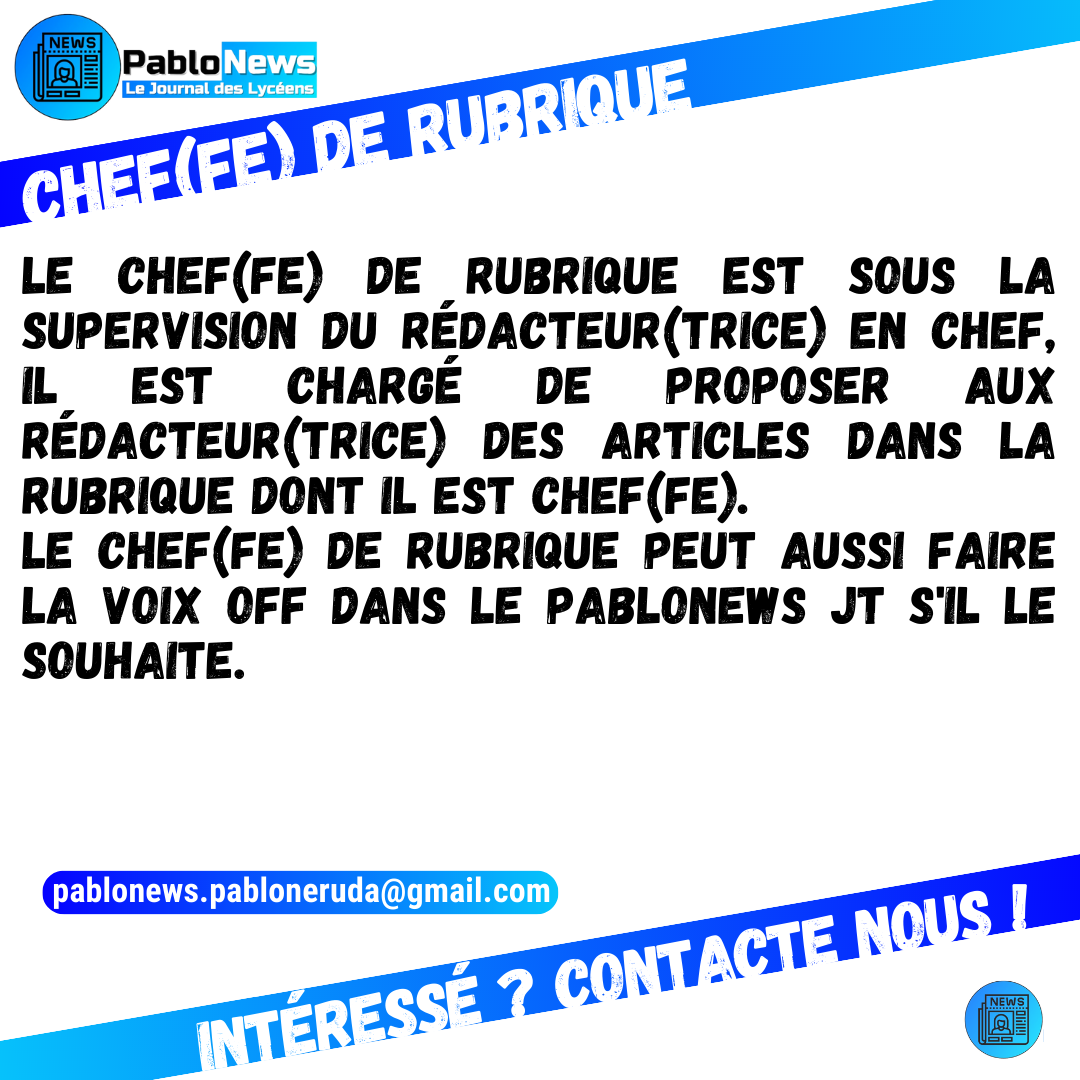 NEWS
PabloNews
Le Journal des Lycéens
CHEF(FE) DE RUBRIQUE
LE CHEF(FE) DE RUBRIQUE EST SOUS LA
SUPERVISION DU RÉDACTEUR(TRICE) EN CHEF,
IL EST CHARGÉ DE PROPOSER AUX
RÉDACTEUR(TRICE) DES ARTICLES DANS LA
RUBRIQUE DONT IL EST CHEF(FE).
LE CHEF(FE) DE RUBRIQUE PEUT AUSSI FAIRE
LA VOIX OFF DANS LE PABLONEWS JT S'IL LE
SOUHAITE.
pablonews.pabloneruda@gmail.com
INTÉRESSÉ ? CONTACTE NOUS !
NEWS